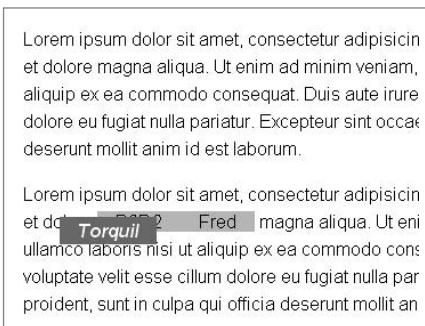 Lorem ipsum dolor sit amet, consectetur adipisicin
et dolore magna aliqua. Ut enim ad minim veniam,
aliquip ex ea commodo consequat. Duis aute irure
dolore eu fugiat nulla pariatur. Excepteur sint occae
deserunt mollit anim id est laborum.
Lorem ipsum dolor sit amet, consectetur adipisicin
et Fred magna aliqua. Ut eni
Torquil
ullamco laboris nisi ut aliquip ex ea commodo cons
voluptate velit esse cillum dolore eu fugiat nulla par
proident, sunt in culpa qui officia deserunt mollit an